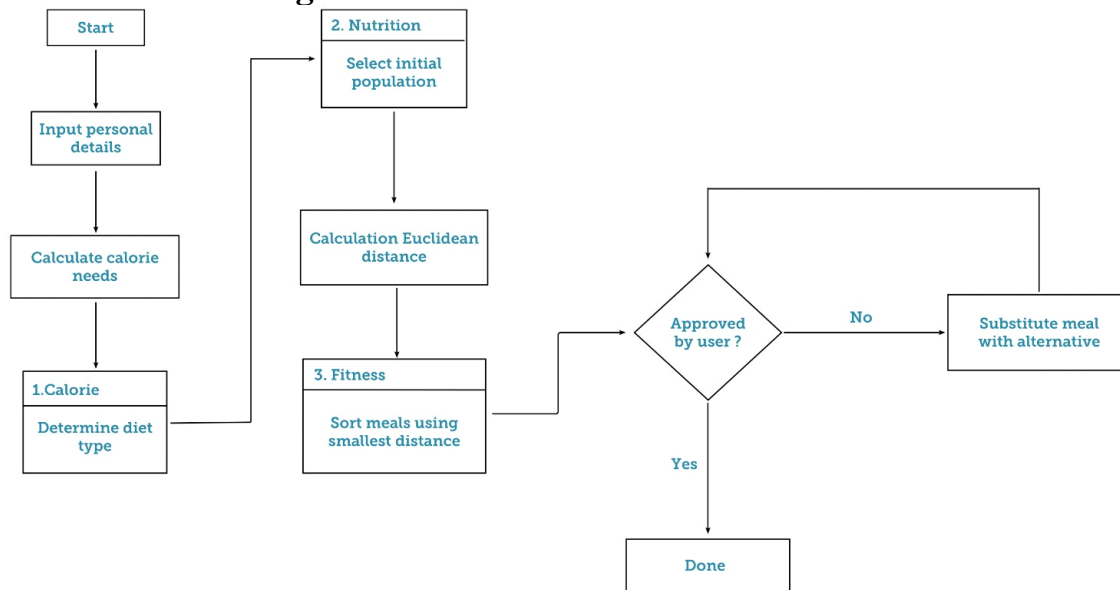 Start
Input personal
details
Calculate calorie
needs
1.Calorie
Determine diet
type
2. Nutrition
Select initial
population
Calculation Euclidean
distance
3. Fitness
Sort meals using
smallest distance
Approved
by user ?
No
Substitute meal
with alternative
Yes
Done